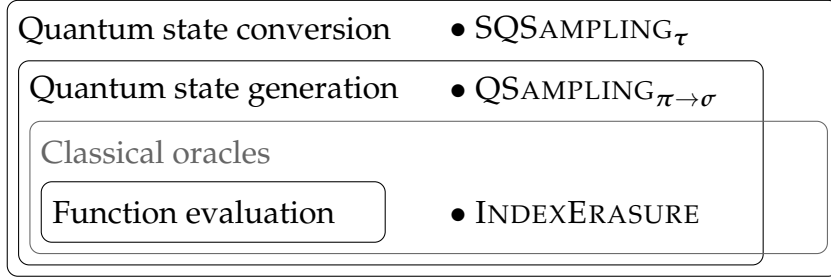 Quantum state conversion • SQSAMPLINGτ
Quantum state generation • QSAMPLINGπ→σ
Classical oracles
Function evaluation • INDEXERASURE